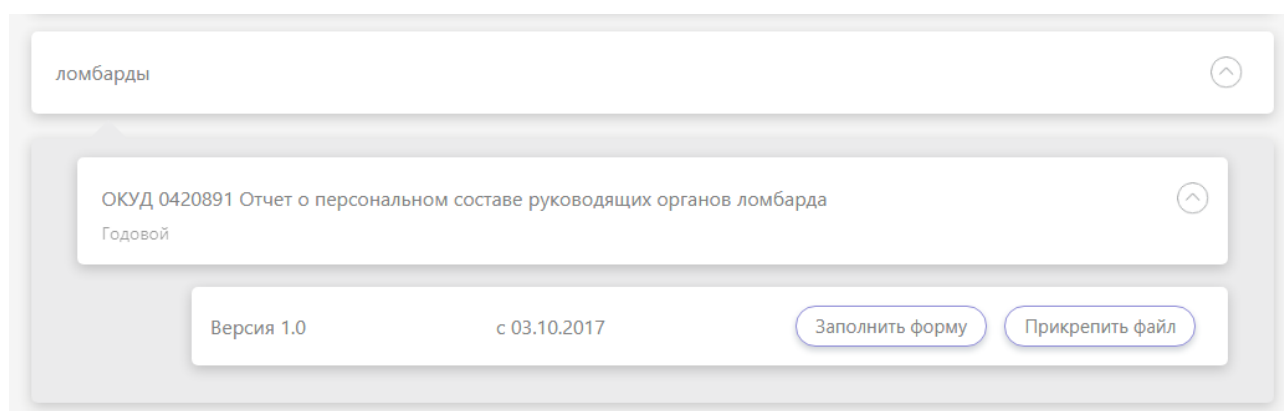 ломбарды
ОКУД 0420891 Отчет о персональном составе руководящих органов ломбарда
Годовой
Версия 1.0 с 03.10.2017 Заполнить форму Прикрепить файл